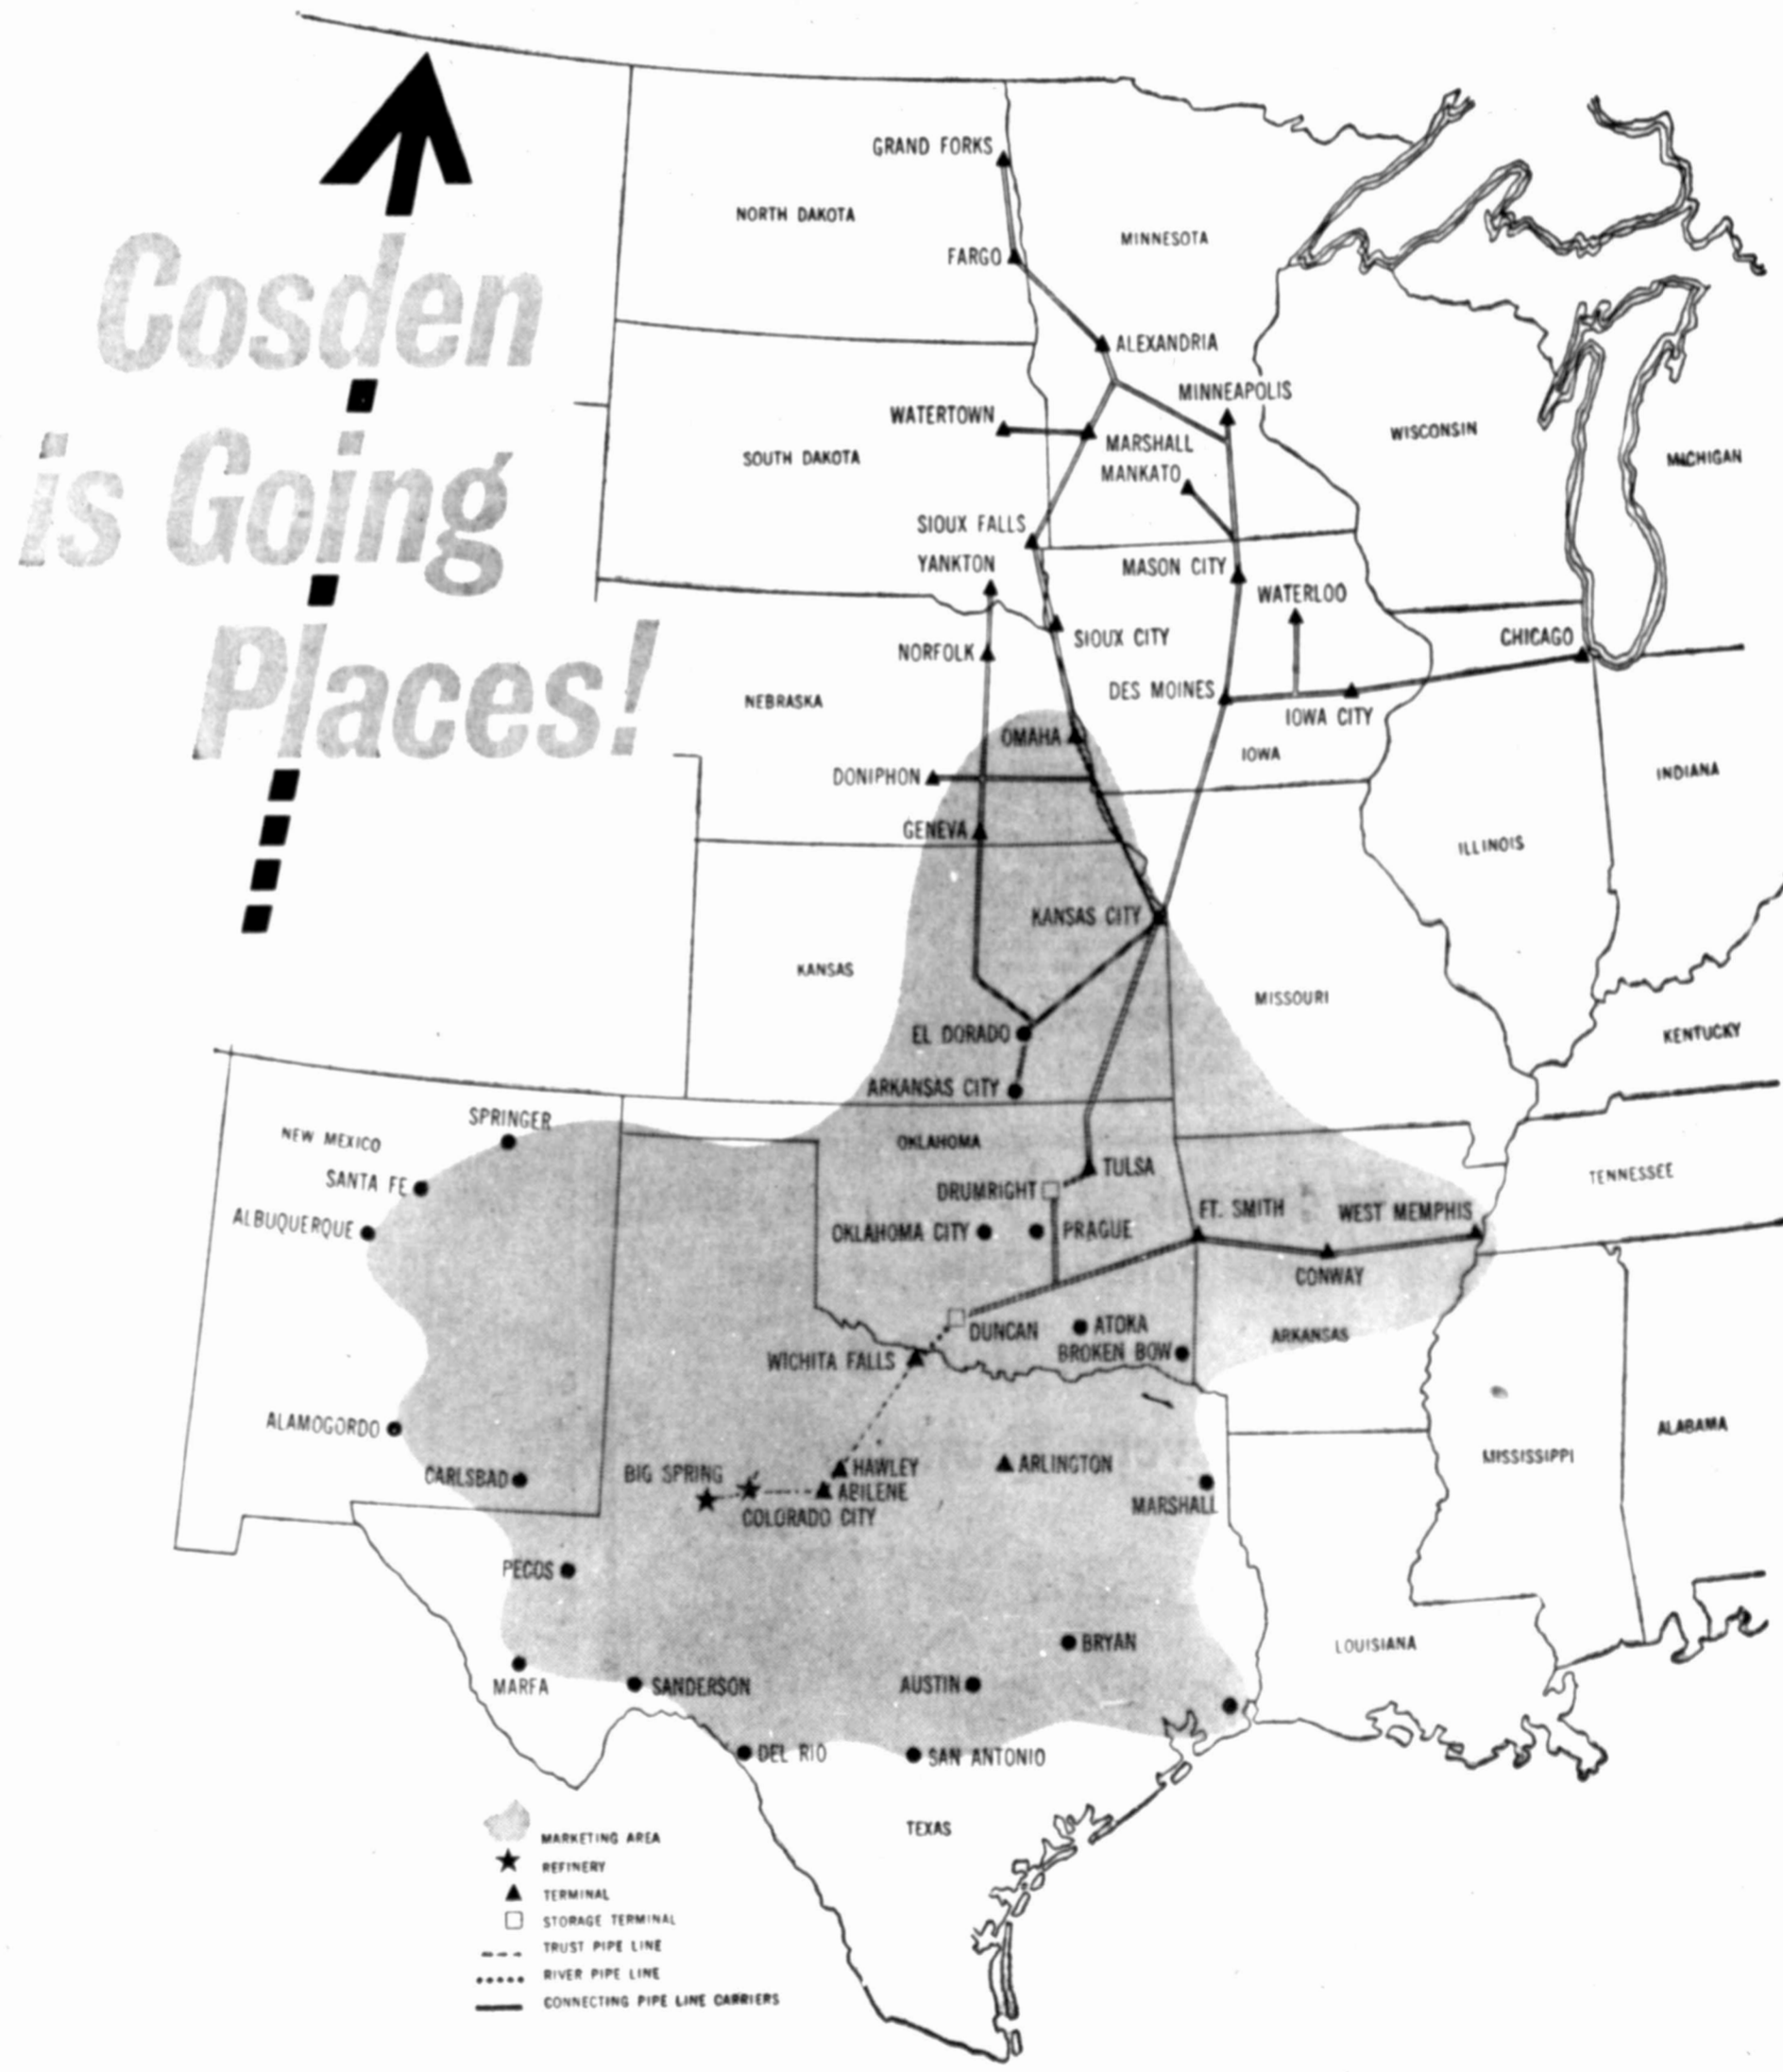 Cosden
is Going
Places!
GRAND FORKS
NORTH DAKOTA
MINNESOTA
FARGO
ALEXANDRIA
MINNEAPOLIS
WATERTOWN
MARSHALL
WISCONSIN
MICHIGAN
SOUTH DAKOTA
MANKATO
SIOUX FALLS
YANKTON
MASON CITY
WATERLOO
SIOUX CITY
CHICAGO
NORFOLK
DES MOINES
NEBRASKA
IOWA CITY
OMAHA
IOWA
DONIPHON
INDIANA
GENEVA
ILLINOIS
KANSAS CITY
KANSAS
MISSOURI
EL DORADO
KENTUCKY
ARKANSAS CITY
SPRINGER
NEW MEXICO
OKLAHOMA
SANTA FE
TULSA
TENNESSEE
DRUMRIGHT
ALBUQUERQUE
FT. SMITH
WEST MEMPHIS
OKLAHOMA CITY
PRAGUE
CONWAY
DUNCAN
ATOKA
ARKANSAS
WICHITA FALLS
BROKEN BOW
ALAMOGORDO
ALABAMA
MISSISSIPPI
CARLSBAD
BIG SPRING
HAWLEY
ARLINGTON
ABILENE
COLORADO CITY
MARSHALL
PECOS
BRYAN
LOUISIANA
MARFA
SANDERSON
AUSTIN
DEL RIO
SAN ANTONIO
TEXAS
MARKETING AREA
REFINERY
TERMINAL
STORAGE TERMINAL
TRUST PIPE LINE
RIVER PIPE LINE
CONNECTING PIPE LINE CARRIERS